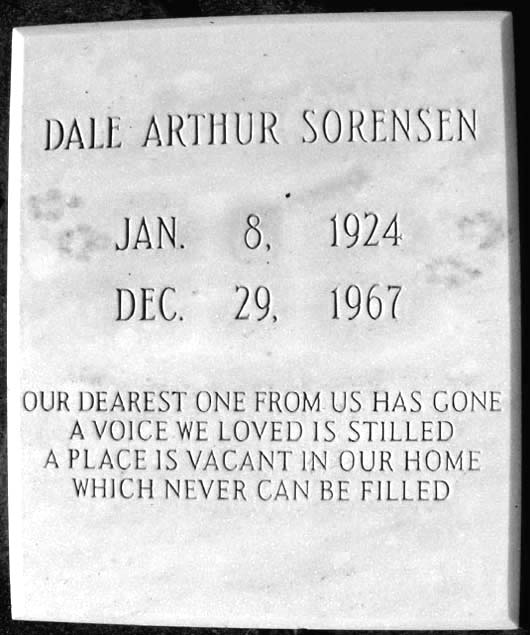 DALE ARTHUR SORENSEN
JAN. 8, 1924
DEC. 29, 1967
OUR DEAREST ONE FROM US HAS GONE
A VOICE WE LOVED IS STILLED
A PLACE IS VACANT IN OUR HOME
WHICH NEVER CAN BE FILLED